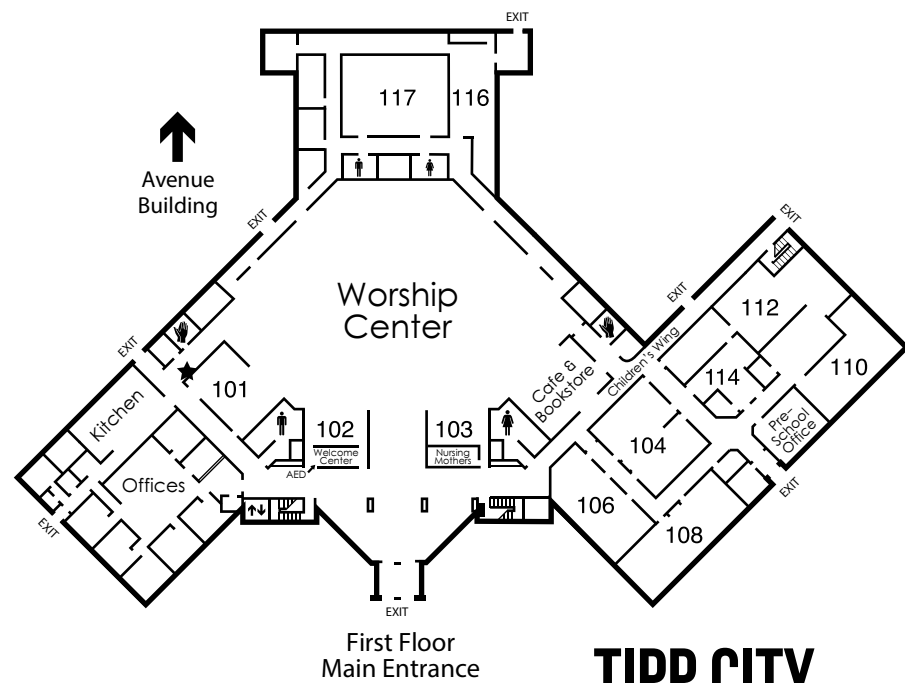 EXIT
117
116
Avenue
Building
EXIT
EXIT
Worship
Center
EXIT
112
EXIT
Children's Wing
110
114
Cafe &
Bookstore
101
Kitchen
Pre-
School
Office
102
Welcome
Center
103
Nursing
Mothers
104
AED
Offices
EXIT
106
108
EXIT
EXIT
First Floor
Main Entrance
TIPP CITY